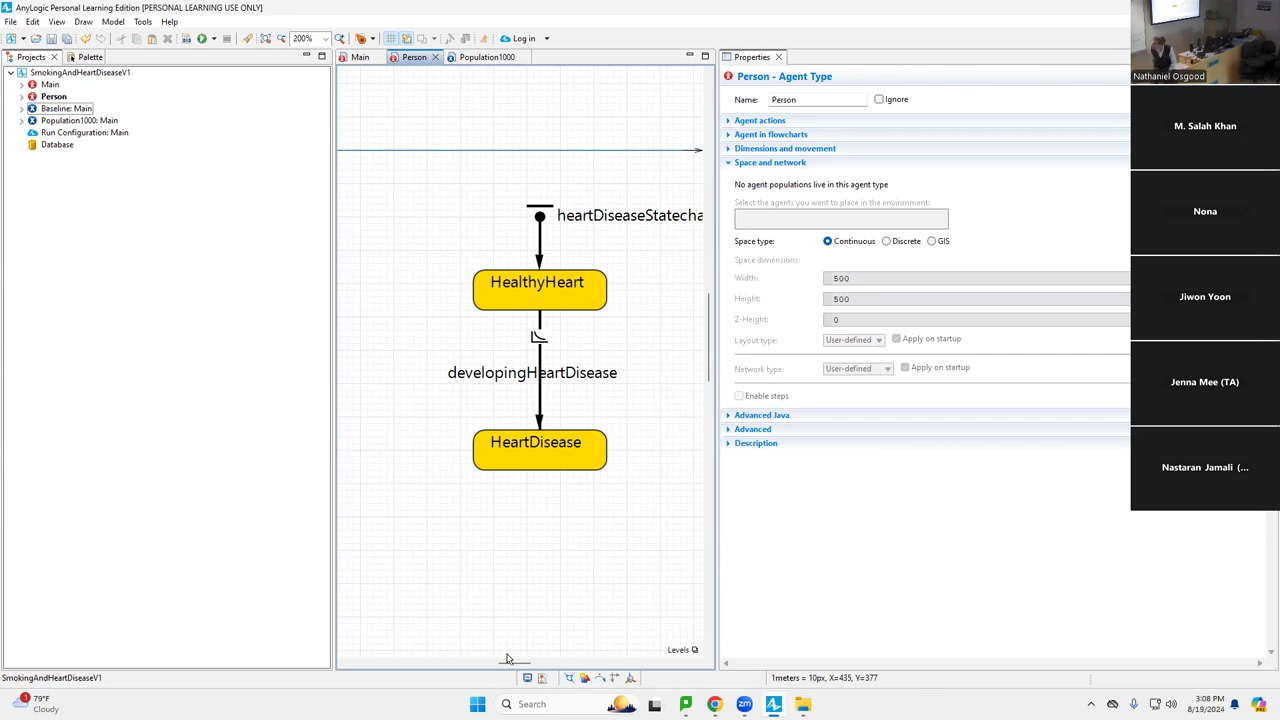 AnyLogic Personal Learning Edition [PERSONAL LEARNING USE ONLY]
File Edit View Draw Model Tools Help
200% Log in
Projects Palette
SmokingAndHeartDiseaseV1
Main
Person
Baseline: Main
Population1000: Main
Run Configuration: Main
Database
Main Person Population1000
heartDiseaseStatecha
HealthyHeart
developingHeartDisease
HeartDisease
Levels
Properties
Person - Agent Type
Name: Person Ignore
Agent actions
Agent in flowcharts
Dimensions and movement
Space and network
No agent populations live in this agent type
Select the agents you want to place in the environment:
Space type: Continuous Discrete GIS
Space dimensions:
Width: 500
Height: 500
Z-Height: 0
Layout type: User-defined Apply on startup
Network type: User-defined Apply on startup
Enable steps
Advanced Java
Advanced
Description
Nathaniel Osgood
M. Salah Khan
Nona
Jiwon Yoon
Jenna Mee (TA)
Nastaran Jamali (...
SmokingAndHeartDiseaseV1
1meters = 10px, X=435, Y=377
1
79°F
Cloudy
Search
3:08 PM
8/19/2024